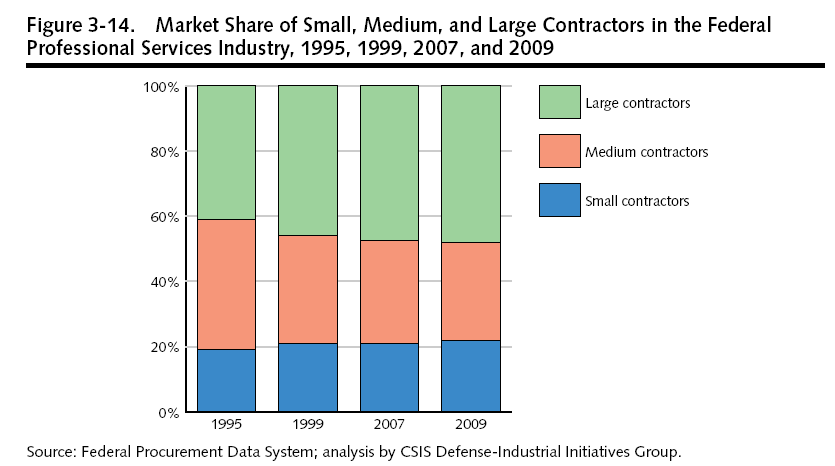 Figure 3-14. Market Share of Small, Medium, and Large Contractors in the Federal
Professional Services Industry, 1995, 1999, 2007, and 2009
100%
80%
60%
40%
20%
0%
1995
1999
2007
2009
Large contractors
Medium contractors
Small contractors
Source: Federal Procurement Data System; analysis by CSIS Defense-Industrial Initiatives Group.